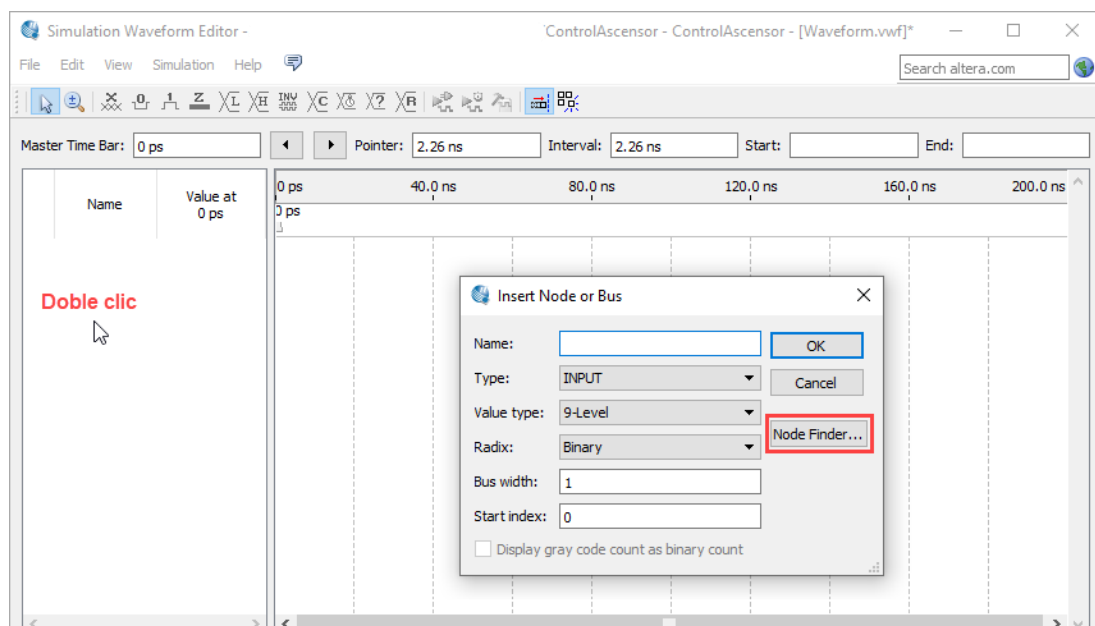 Simulation Waveform Editor - 'ControlAscensor - ControlAscensor - [Waveform.vwf]*
File Edit View Simulation Help
Search altera.com
Master Time Bar: 0 ps Pointer: 2.26 ns Interval: 2.26 ns Start: End:
Name
Value at
0 ps
0 ps 40.0 ns 80.0 ns 120.0 ns 160.0 ns 200.0 ns
0 ps
Doble clic
Insert Node or Bus
Name:
OK
Type: INPUT
Cancel
Value type: 9-Level
Node Finder...
Radix: Binary
Bus width: 1
Start index: 0
Display gray code count as binary count